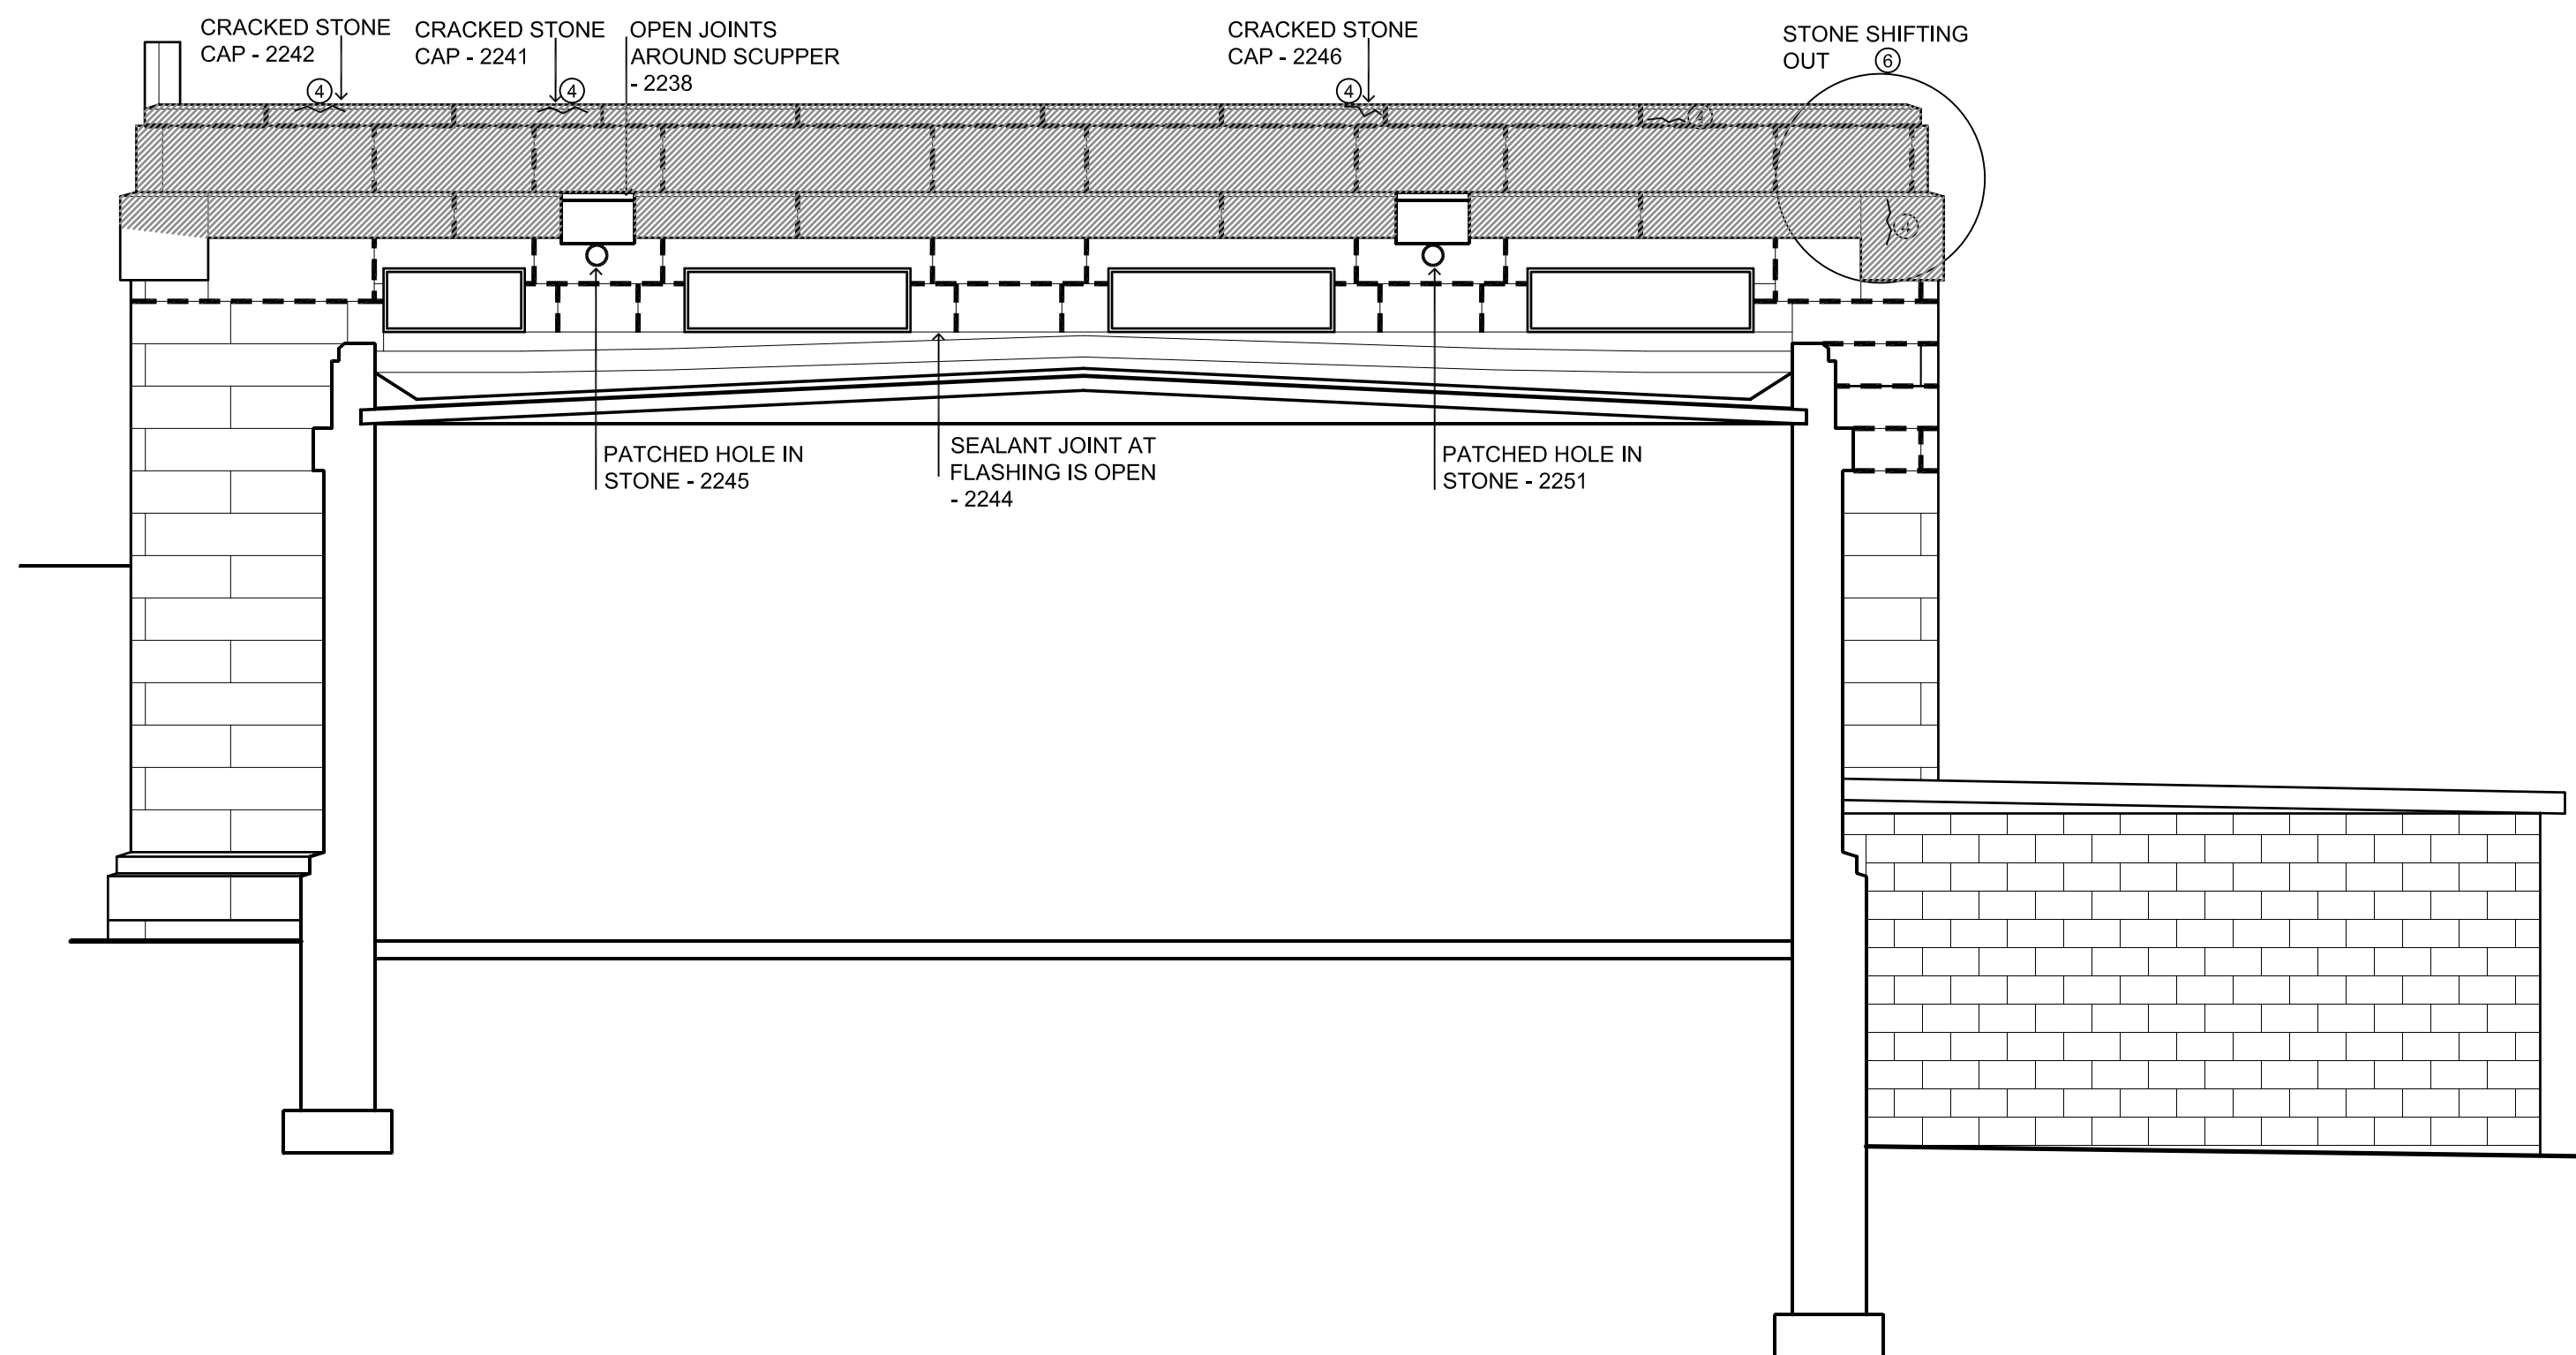 CRACKED STONE
CAP - 2242
④
CRACKED STONE
CAP - 2241
④
OPEN JOINTS
AROUND SCUPPER
- 2238
CRACKED STONE
CAP - 2246
④
STONE SHIFTING
OUT ⑥
④
④
PATCHED HOLE IN
STONE - 2245
SEALANT JOINT AT
FLASHING IS OPEN
- 2244
PATCHED HOLE IN
STONE - 2251